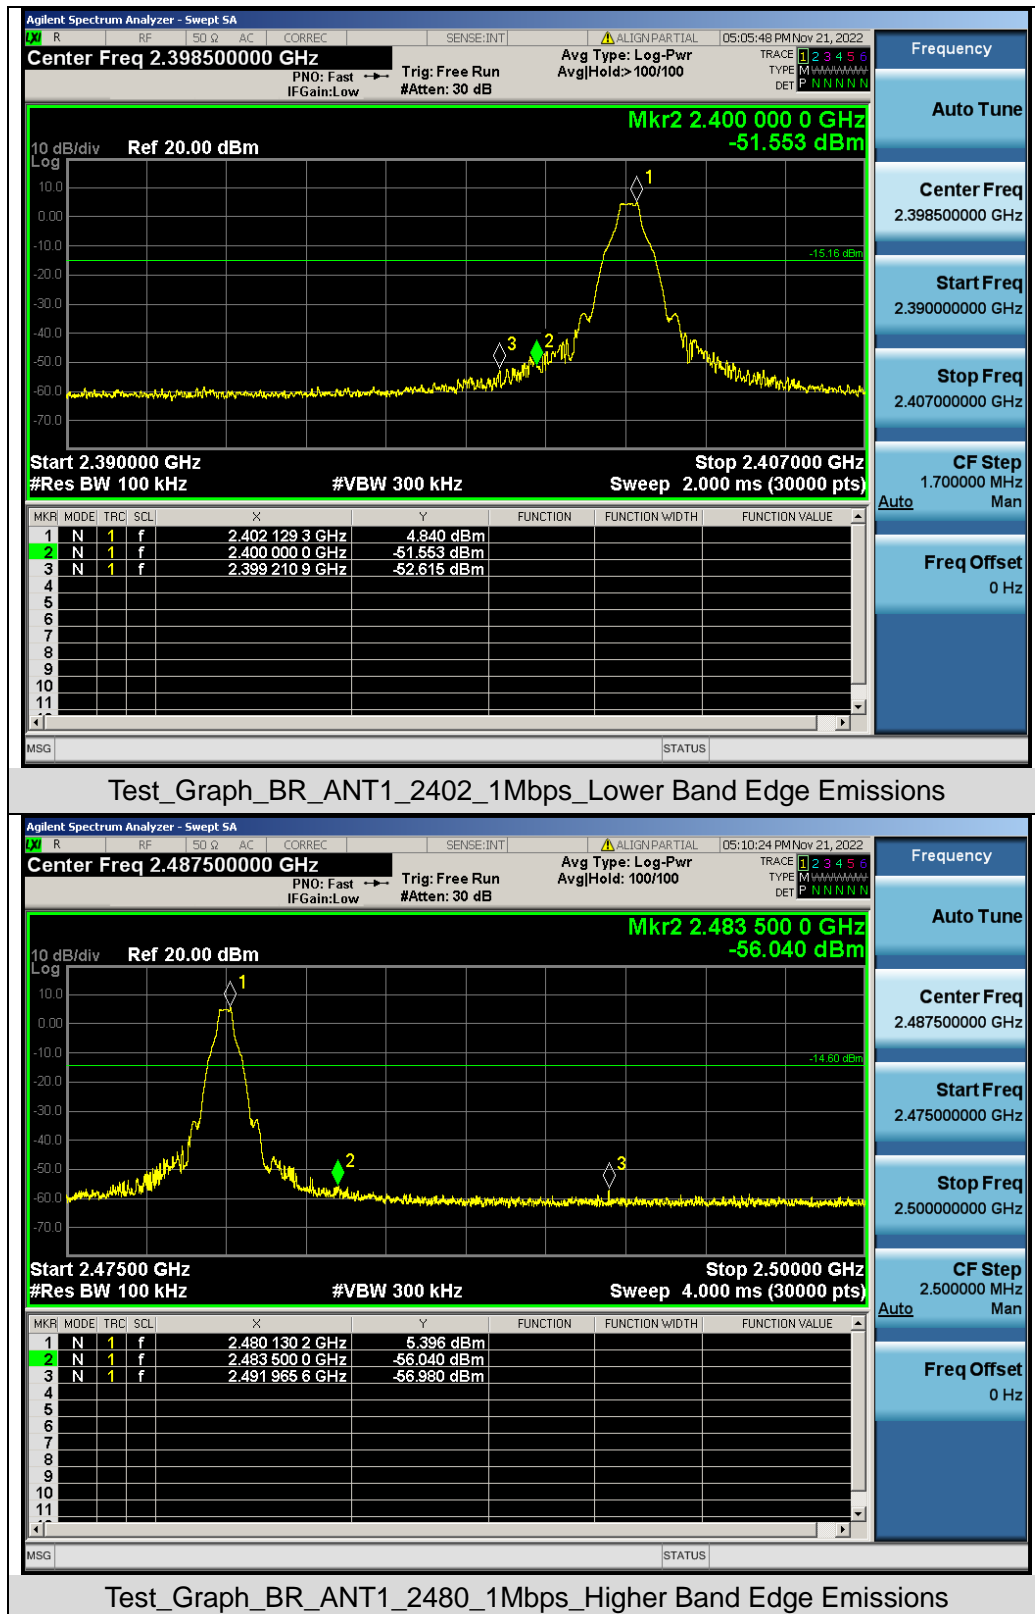 Agilent Spectrum Analyzer - Swept SA
LXI R RF 50 Ω AC CORREC SENSE:INT ALIGN PARTIAL 05:05:48 PM Nov 21, 2022
Center Freq 2.398500000 GHz
PNO: Fast
IFGain:Low
Trig: Free Run
#Atten: 30 dB
Avg Type: Log-Pwr
Avg|Hold:>100/100
TRACE 1 2 3 4 5 6
TYPE M
DET P N N N N N
Mkr2 2.400 000 0 GHz
-51.553 dBm
10 dB/div Ref 20.00 dBm
Log
10.0
0.00
-10.0
-20.0
-30.0
-40.0
-50.0
-60.0
-70.0
1
-15.16 dBm
3
2
Start 2.390000 GHz Stop 2.407000 GHz
#Res BW 100 kHz #VBW 300 kHz Sweep 2.000 ms (30000 pts)
MKR MODE TRC SCL X Y FUNCTION FUNCTION WIDTH FUNCTION VALUE
1 N 1 f 2.402 129 3 GHz 4.840 dBm
2 N 1 f 2.400 000 0 GHz -51.553 dBm
3 N 1 f 2.399 210 9 GHz -52.615 dBm
4
5
6
7
8
9
10
11
MSG STATUS
Frequency
Auto Tune
Center Freq
2.398500000 GHz
Start Freq
2.390000000 GHz
Stop Freq
2.407000000 GHz
CF Step
1.700000 MHz
Auto Man
Freq Offset
0 Hz
Test_Graph_BR_ANT1_2402_1Mbps_Lower Band Edge Emissions
Agilent Spectrum Analyzer - Swept SA
LXI R RF 50 Ω AC CORREC SENSE:INT ALIGN PARTIAL 05:10:24 PM Nov 21, 2022
Center Freq 2.487500000 GHz
PNO: Fast
IFGain:Low
Trig: Free Run
#Atten: 30 dB
Avg Type: Log-Pwr
Avg|Hold: 100/100
TRACE 1 2 3 4 5 6
TYPE M
DET P N N N N N
Mkr2 2.483 500 0 GHz
-56.040 dBm
10 dB/div Ref 20.00 dBm
Log
10.0
0.00
-10.0
-20.0
-30.0
-40.0
-50.0
-60.0
-70.0
1
-14.60 dBm
2
3
Start 2.47500 GHz Stop 2.50000 GHz
#Res BW 100 kHz #VBW 300 kHz Sweep 4.000 ms (30000 pts)
MKR MODE TRC SCL X Y FUNCTION FUNCTION WIDTH FUNCTION VALUE
1 N 1 f 2.480 130 2 GHz 5.396 dBm
2 N 1 f 2.483 500 0 GHz -56.040 dBm
3 N 1 f 2.491 965 6 GHz -56.980 dBm
4
5
6
7
8
9
10
11
MSG STATUS
Frequency
Auto Tune
Center Freq
2.487500000 GHz
Start Freq
2.475000000 GHz
Stop Freq
2.500000000 GHz
CF Step
2.500000 MHz
Auto Man
Freq Offset
0 Hz
Test_Graph_BR_ANT1_2480_1Mbps_Higher Band Edge Emissions